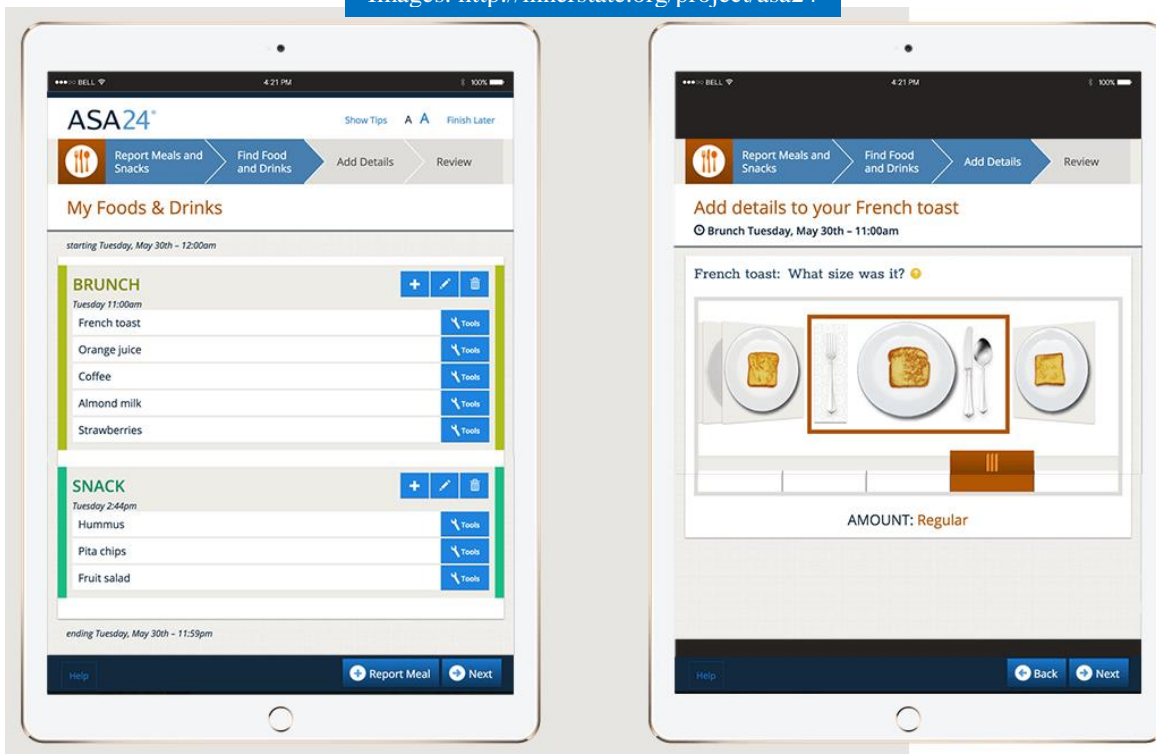 Images: http://innerstate.org/project/asa24
●●●○○ BELL 4:21 PM 100%
ASA24®
Show Tips A A Finish Later
Report Meals and Snacks
Find Food and Drinks
Add Details
Review
My Foods & Drinks
starting Tuesday, May 30th – 12:00am
BRUNCH
Tuesday 11:00am
French toast Tools
Orange juice Tools
Coffee Tools
Almond milk Tools
Strawberries Tools
SNACK
Tuesday 2:44pm
Hummus Tools
Pita chips Tools
Fruit salad Tools
ending Tuesday, May 30th – 11:59pm
Help
Report Meal
Next
●●●○○ BELL 4:21 PM 100%
Report Meals and Snacks
Find Food and Drinks
Add Details
Review
Add details to your French toast
Brunch Tuesday, May 30th – 11:00am
French toast: What size was it? ?
AMOUNT: Regular
Help
Back
Next